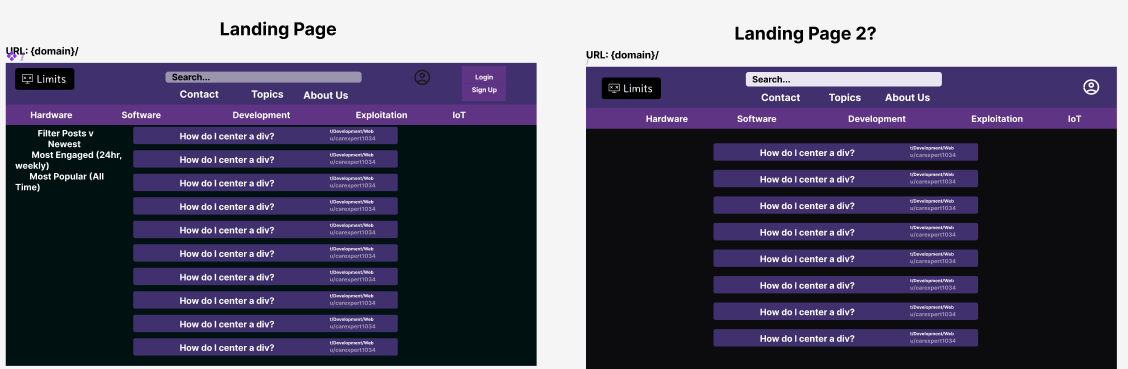 Landing Page
URL: {domain}/
Limits
Search...
Login
Sign Up
Contact Topics About Us
Hardware Software Development Exploitation IoT
Filter Posts v
Newest
Most Engaged (24hr,
weekly)
Most Popular (All
Time)
How do I center a div?
t/Development/Web
u/carexpert1034
How do I center a div?
t/Development/Web
u/carexpert1034
How do I center a div?
t/Development/Web
u/carexpert1034
How do I center a div?
t/Development/Web
u/carexpert1034
How do I center a div?
t/Development/Web
u/carexpert1034
How do I center a div?
t/Development/Web
u/carexpert1034
How do I center a div?
t/Development/Web
u/carexpert1034
How do I center a div?
t/Development/Web
u/carexpert1034
How do I center a div?
t/Development/Web
u/carexpert1034
How do I center a div?
t/Development/Web
u/carexpert1034
Landing Page 2?
URL: {domain}/
Limits
Search...
Contact Topics About Us
Hardware Software Development Exploitation IoT
How do I center a div?
t/Development/Web
u/carexpert1034
How do I center a div?
t/Development/Web
u/carexpert1034
How do I center a div?
t/Development/Web
u/carexpert1034
How do I center a div?
t/Development/Web
u/carexpert1034
How do I center a div?
t/Development/Web
u/carexpert1034
How do I center a div?
t/Development/Web
u/carexpert1034
How do I center a div?
t/Development/Web
u/carexpert1034
How do I center a div?
t/Development/Web
u/carexpert1034